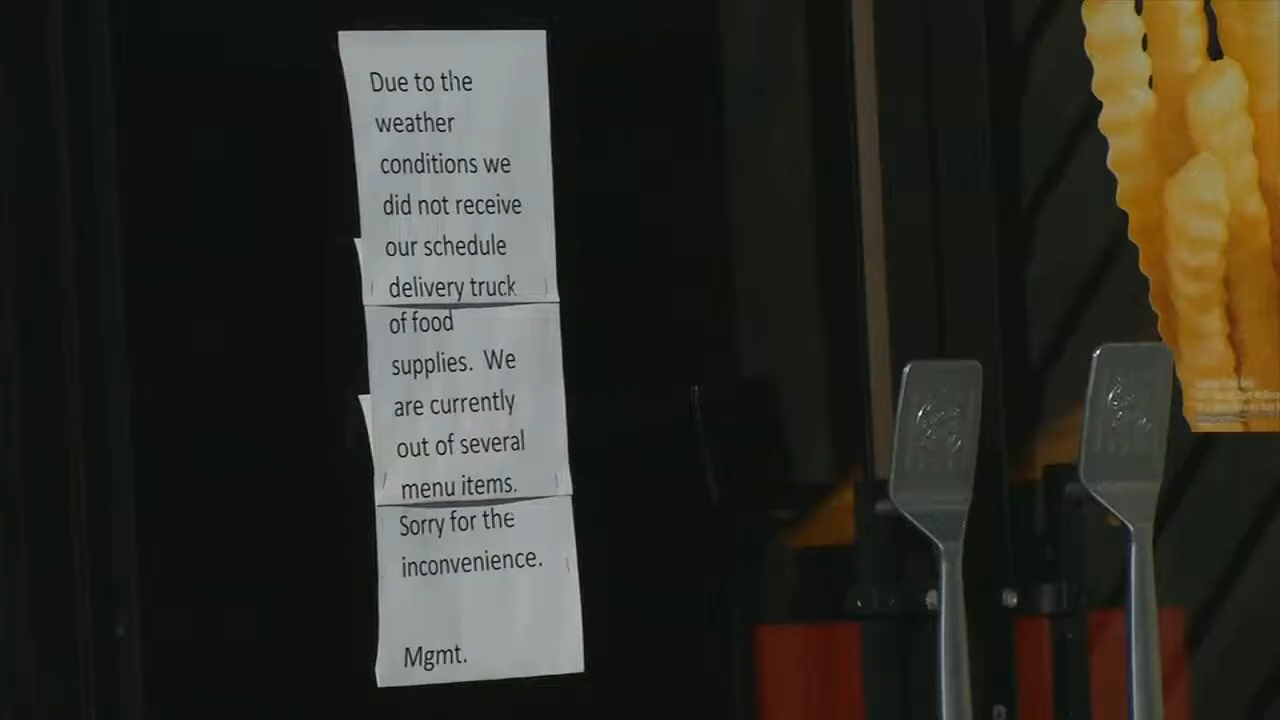 Due to the
weather
conditions we
did not receive
our schedule
delivery truck
of food
supplies. We
are currently
out of several
menu items.
Sorry for the
inconvenience.
Mgmt.